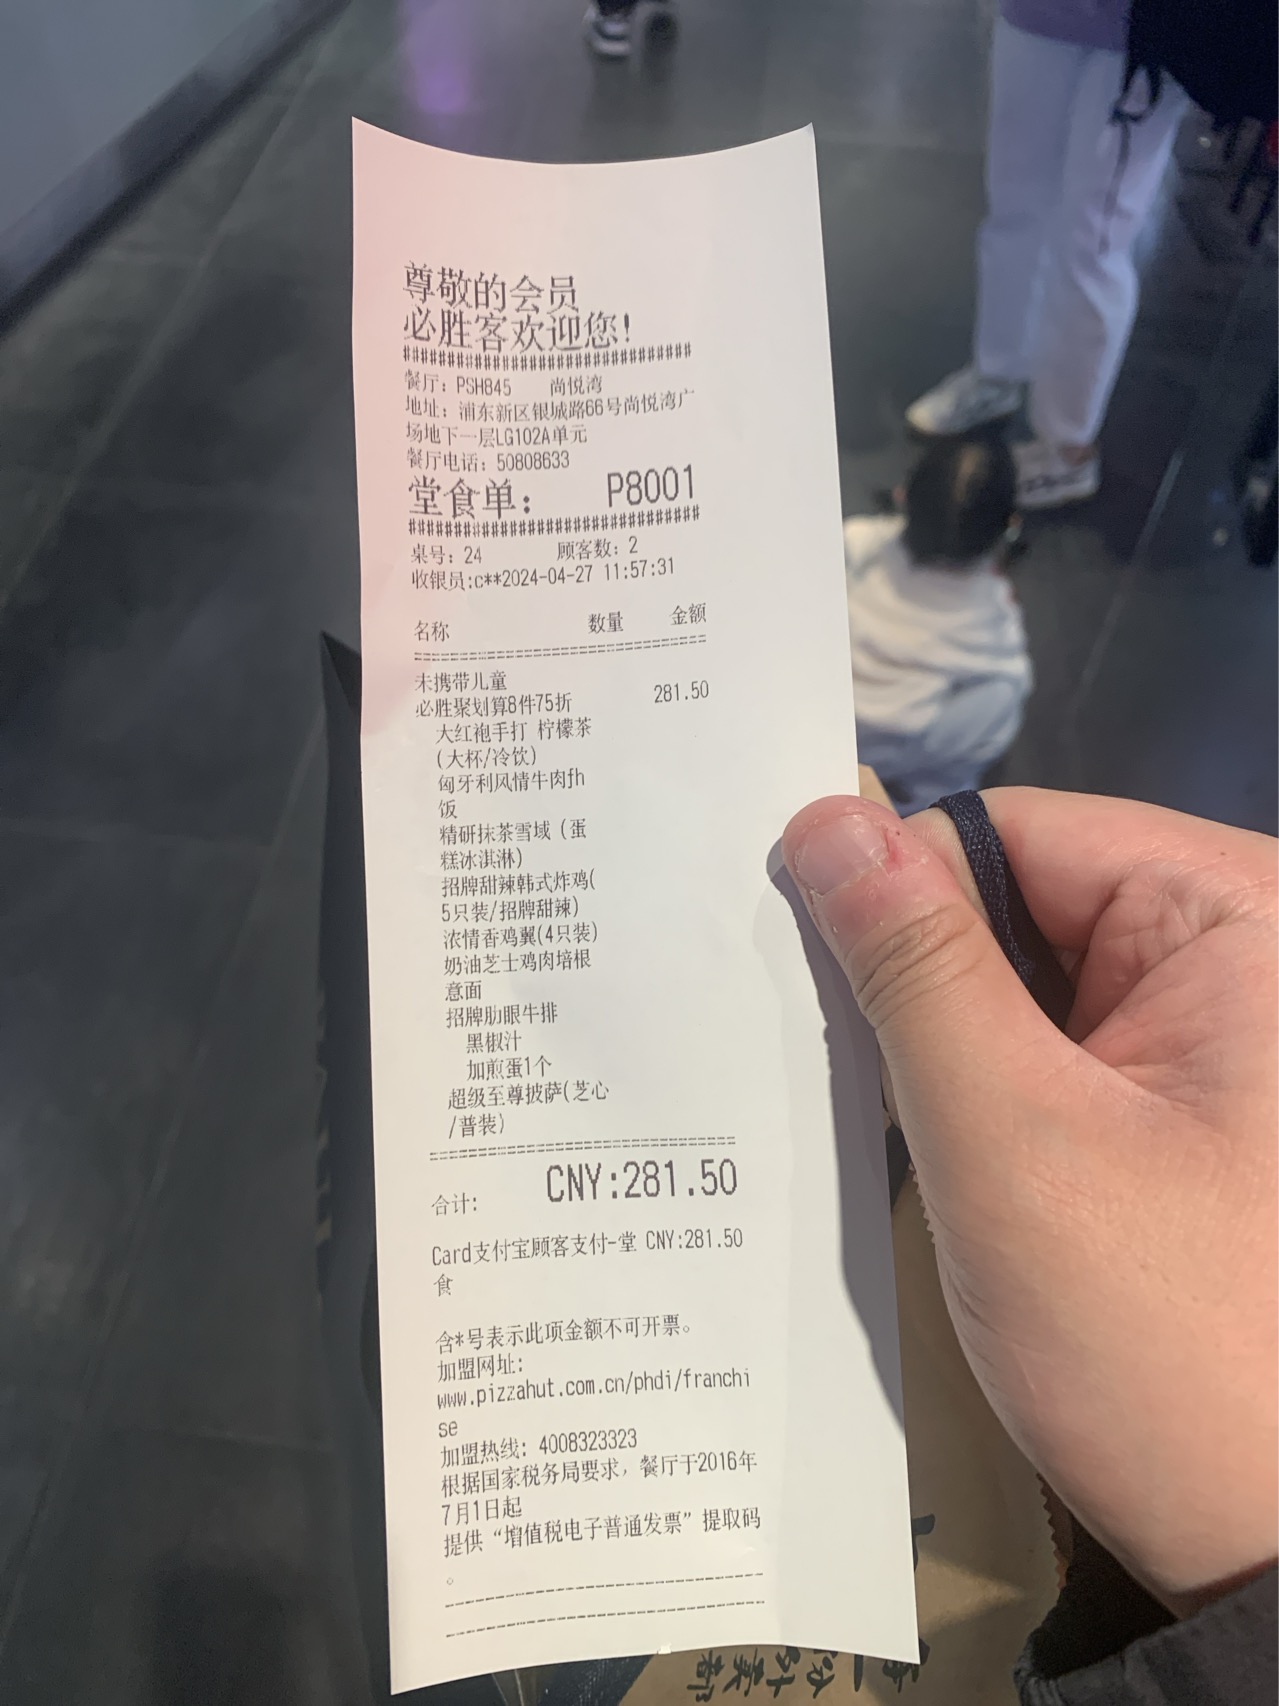 尊敬的会员
必胜客欢迎您!
####################################
餐厅: PSH845 尚悦湾
地址: 浦东新区银城路66号尚悦湾广
场地下一层LG102A单元
餐厅电话: 50808633
堂食单: P8001
####################################
桌号: 24 顾客数: 2
收银员:c**2024-04-27 11:57:31
名称 数量 金额
未携带儿童
必胜聚划算8件75折 281.50
大红袍手打 柠檬茶
(大杯/冷饮)
匈牙利风情牛肉fh
饭
精研抹茶雪域(蛋
糕冰淇淋)
招牌甜辣韩式炸鸡(
5只装/招牌甜辣)
浓情香鸡翼(4只装)
奶油芝士鸡肉培根
意面
招牌肋眼牛排
黑椒汁
加煎蛋1个
超级至尊披萨(芝心
/普装)
合计: CNY:281.50
Card支付宝顾客支付-堂 CNY:281.50
食
含*号表示此项金额不可开票。
加盟网址:
www.pizzahut.com.cn/phdi/franchi
se
加盟热线: 4008323323
根据国家税务局要求，餐厅于2016年
7月1日起
提供“增值税电子普通发票”提取码
。